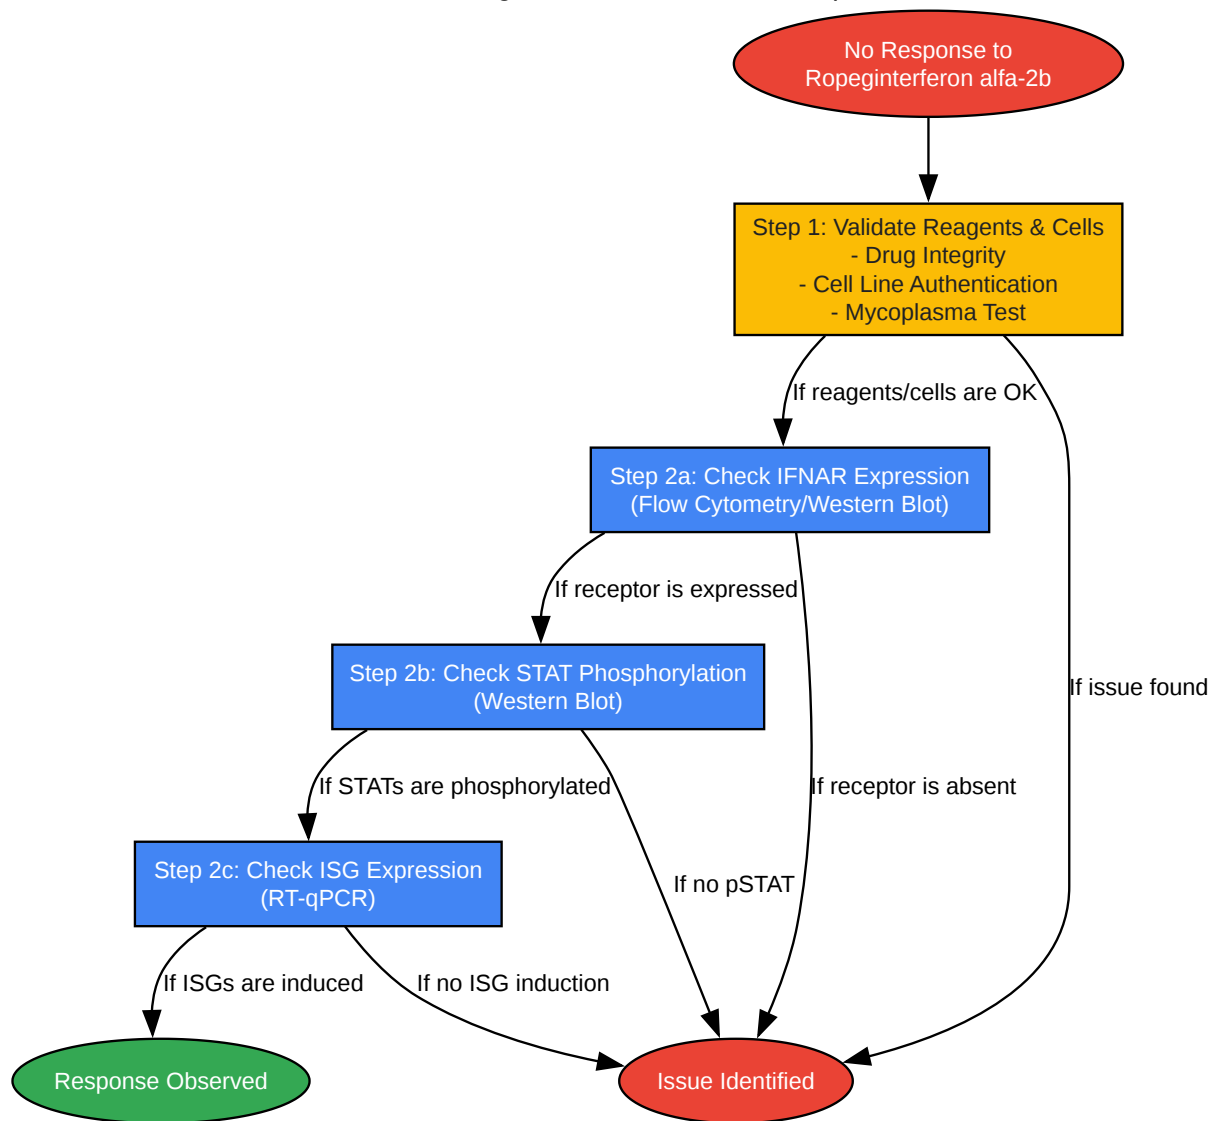 No Response to
Ropeginterferon alfa-2b
Step 1: Validate Reagents & Cells
- Drug Integrity
- Cell Line Authentication
- Mycoplasma Test
If reagents/cells are OK
Step 2a: Check IFNAR Expression
(Flow Cytometry/Western Blot)
If receptor is expressed
Step 2b: Check STAT Phosphorylation
(Western Blot)
If issue found
If STATs are phosphorylated
If receptor is absent
Step 2c: Check ISG Expression
(RT-qPCR)
If no pSTAT
If ISGs are induced
If no ISG induction
Response Observed
Issue Identified